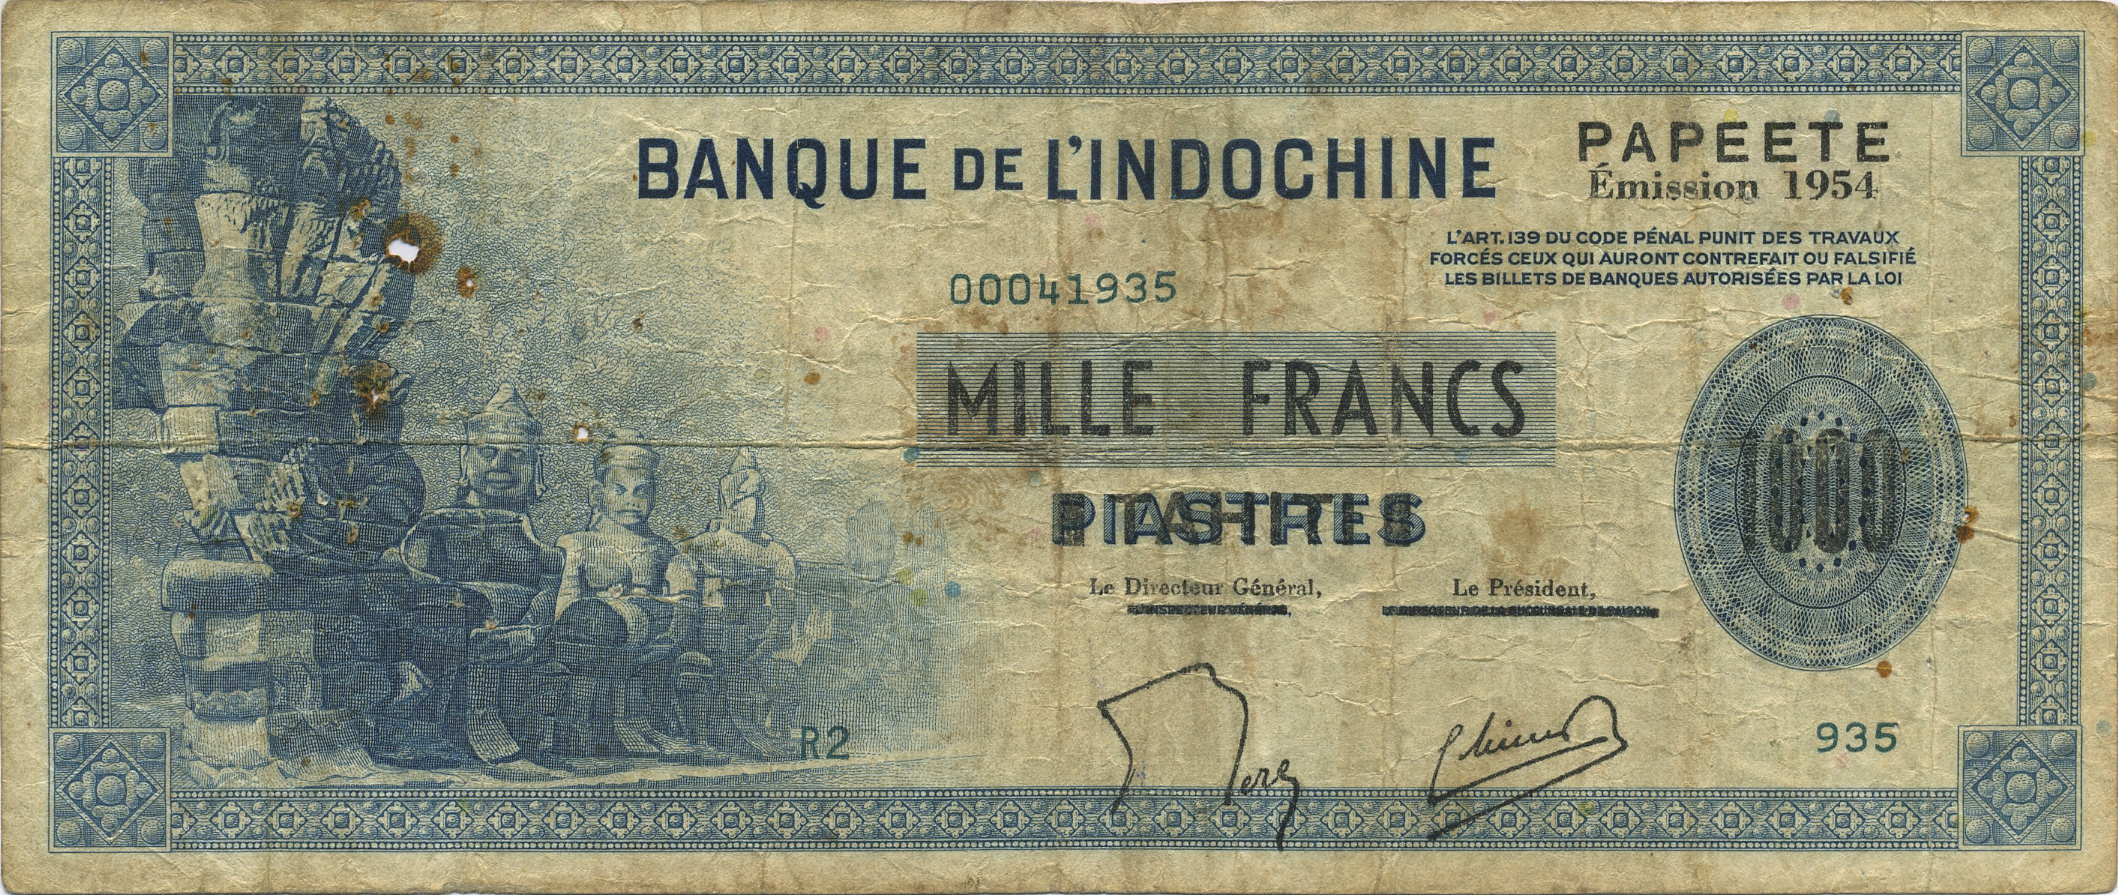 BANQUE DE L'INDOCHINE
PAPEETE
Émission 1954
L'ART. 139 DU CODE PÉNAL PUNIT DES TRAVAUX
FORCÉS CEUX QUI AURONT CONTREFAIT OU FALSIFIÉ
LES BILLETS DE BANQUES AUTORISÉES PAR LA LOI
00041935
MILLE FRANCS
1000
PIASTRES
Le Directeur Général,
Le Président,
R2
935